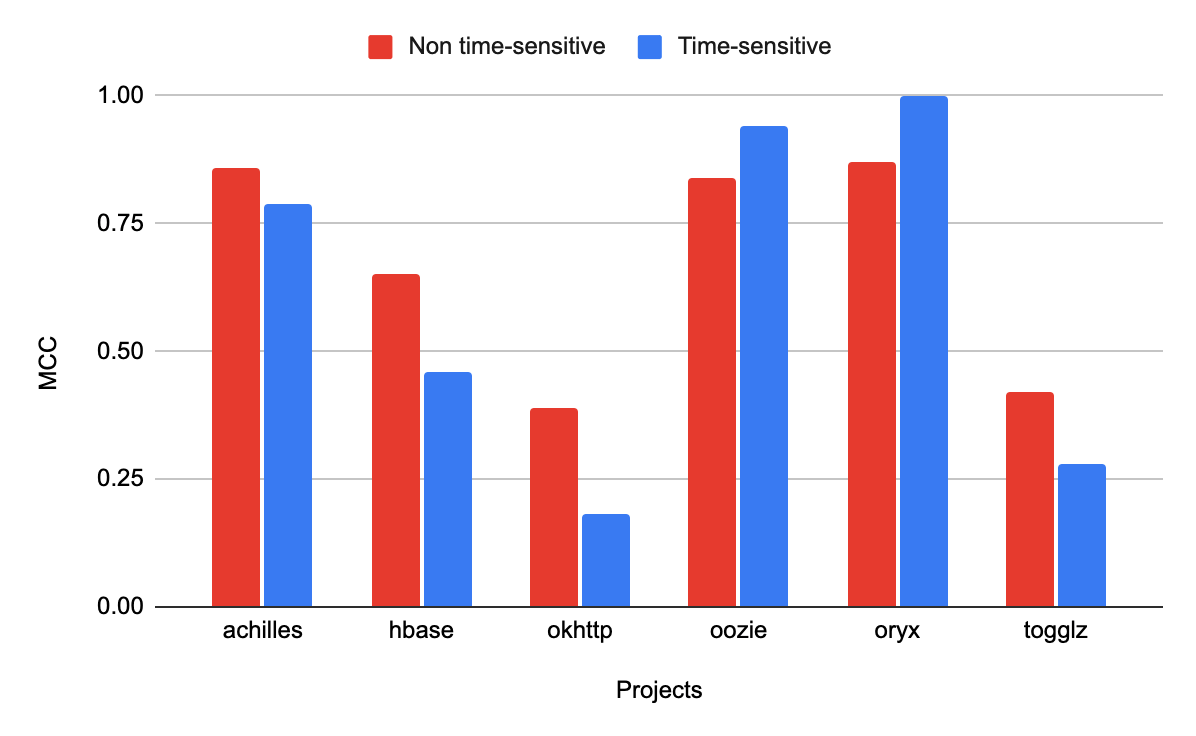 Non time-sensitive Time-sensitive
1.00
0.75
0.50
0.25
0.00
MCC
achilles hbase okhttp oozie oryx togglz
Projects